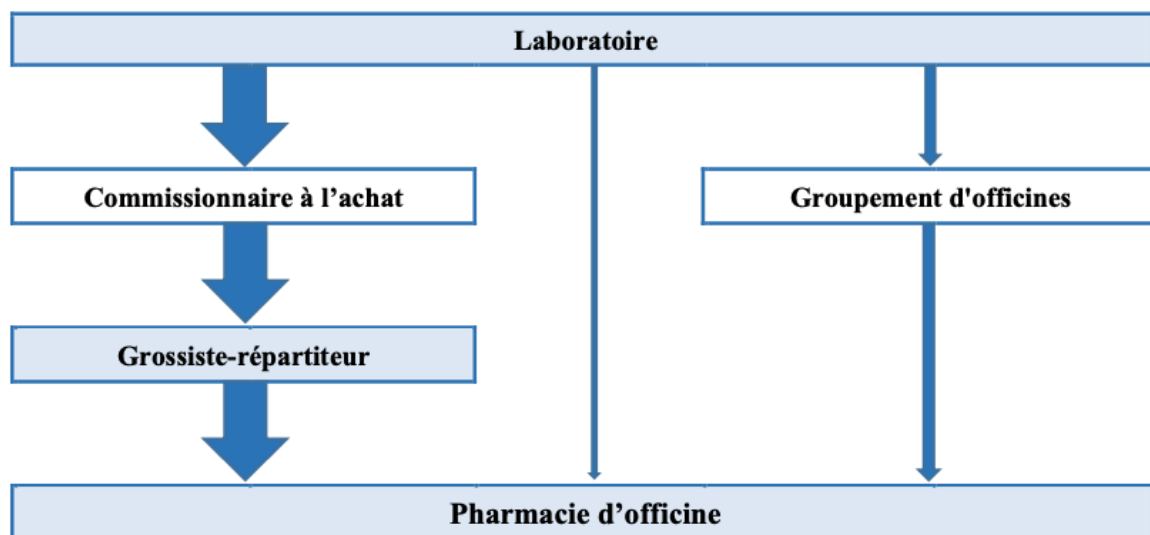 Laboratoire
Commissionnaire à l’achat
Groupement d'officines
Grossiste-répartiteur
Pharmacie d’officine